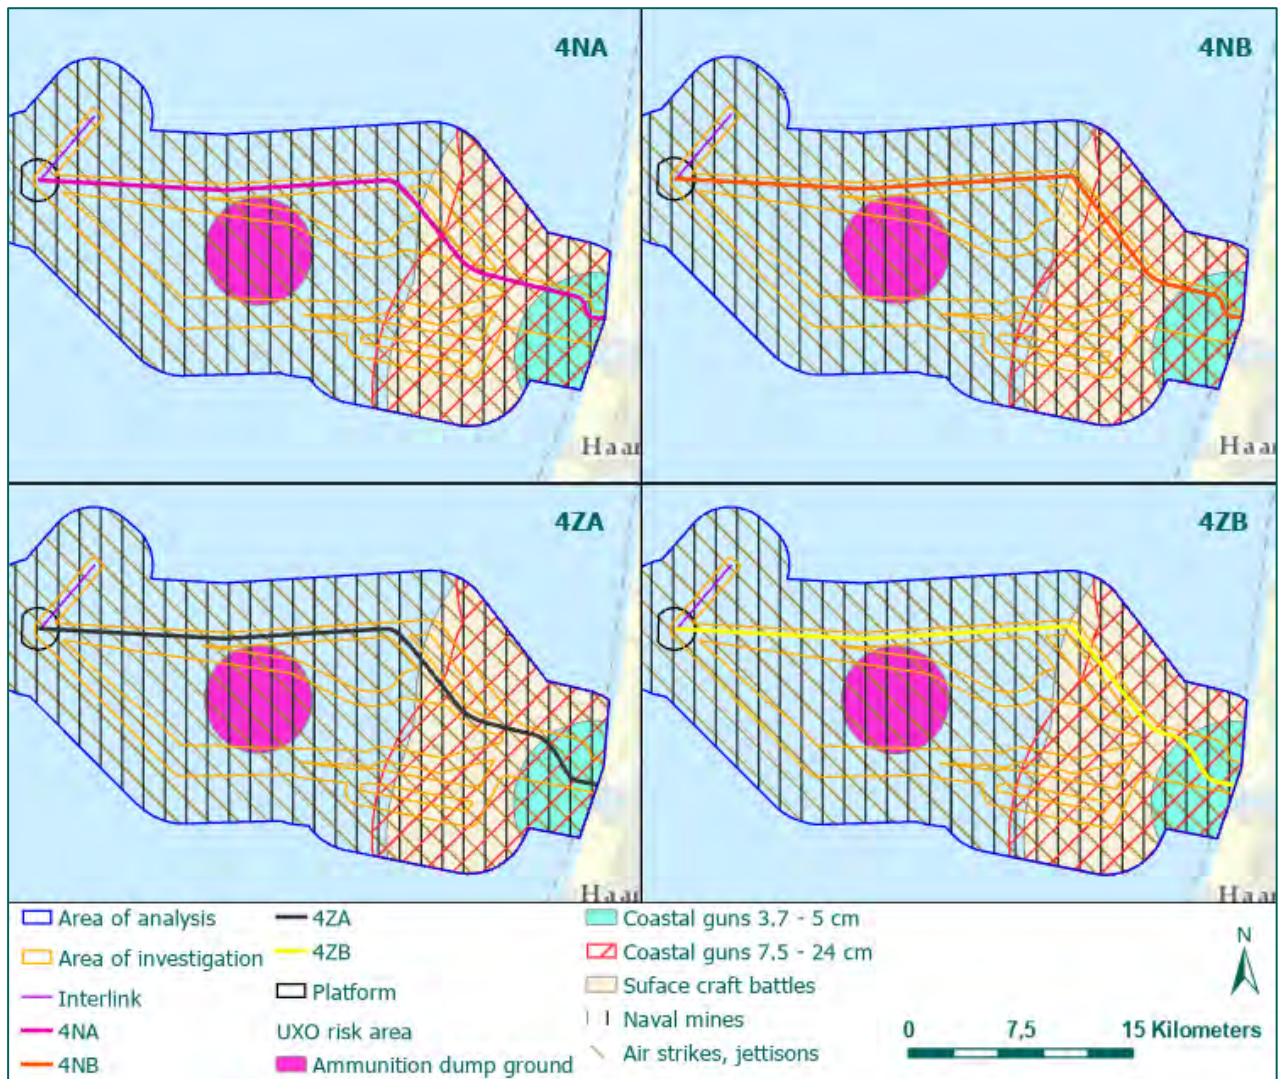 4NA
4NB
Haar
Haar
4ZA
4ZB
Haar
Haar
Area of analysis
Area of investigation
Interlink
4NA
4NB
4ZA
4ZB
Platform
UXO risk area
Ammunition dump ground
Coastal guns 3.7 - 5 cm
Coastal guns 7.5 - 24 cm
Suface craft battles
Naval mines
Air strikes, jettisons
N
0 7,5 15 Kilometers